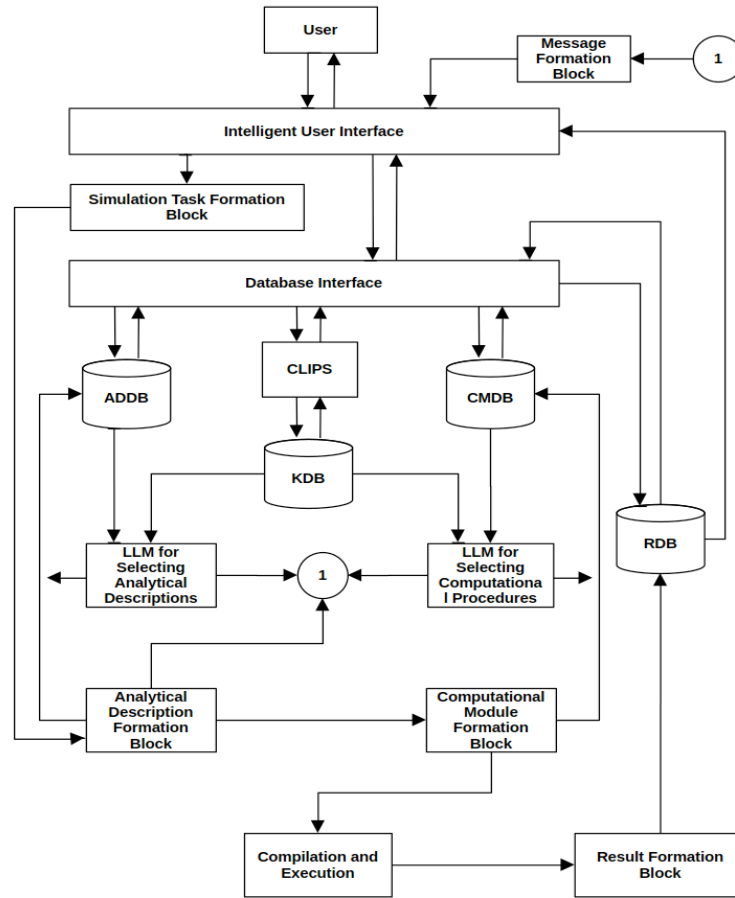 User
Message
Formation
Block
1
Intelligent User Interface
Simulation Task Formation
Block
Database Interface
ADDB
CLIPS
CMDB
KDB
RDB
LLM for
Selecting
Analytical
Descriptions
1
LLM for
Selecting
Computationa
l Procedures
Analytical
Description
Formation
Block
Computational
Module
Formation
Block
Compilation and
Execution
Result Formation
Block